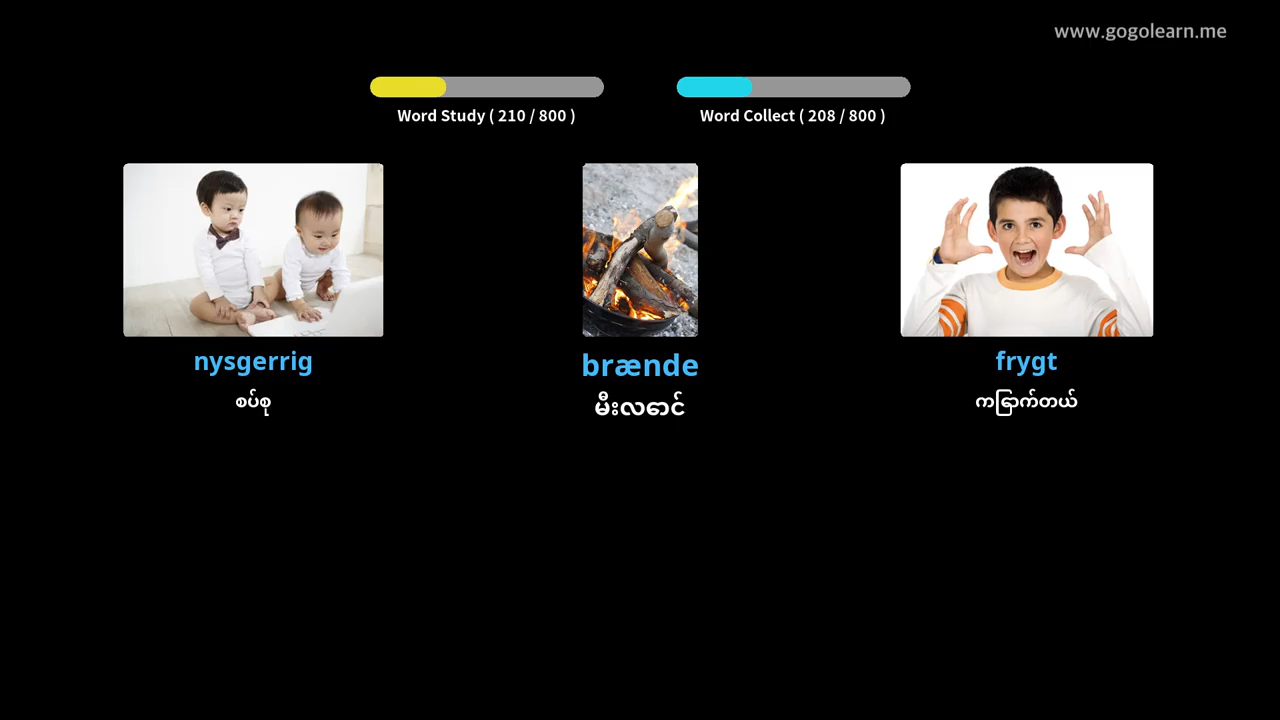 www.gogolearn.me
Word Study ( 210 / 800 )
Word Collect ( 208 / 800 )
nysgerrig
brænde
frygt
စပ်စု
မီးလောင်
ကြောက်တယ်